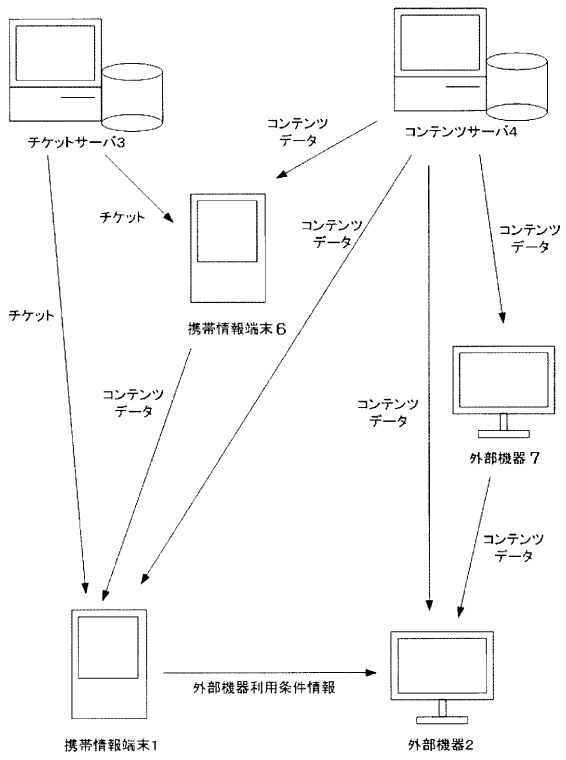 チケットサーバ3
コンテンツサーバ4
コンテンツ
データ
チケット
コンテンツ
データ
コンテンツ
データ
携帯情報端末6
チケット
コンテンツ
データ
コンテンツ
データ
外部機器7
コンテンツ
データ
外部機器利用条件情報
携帯情報端末1
外部機器2